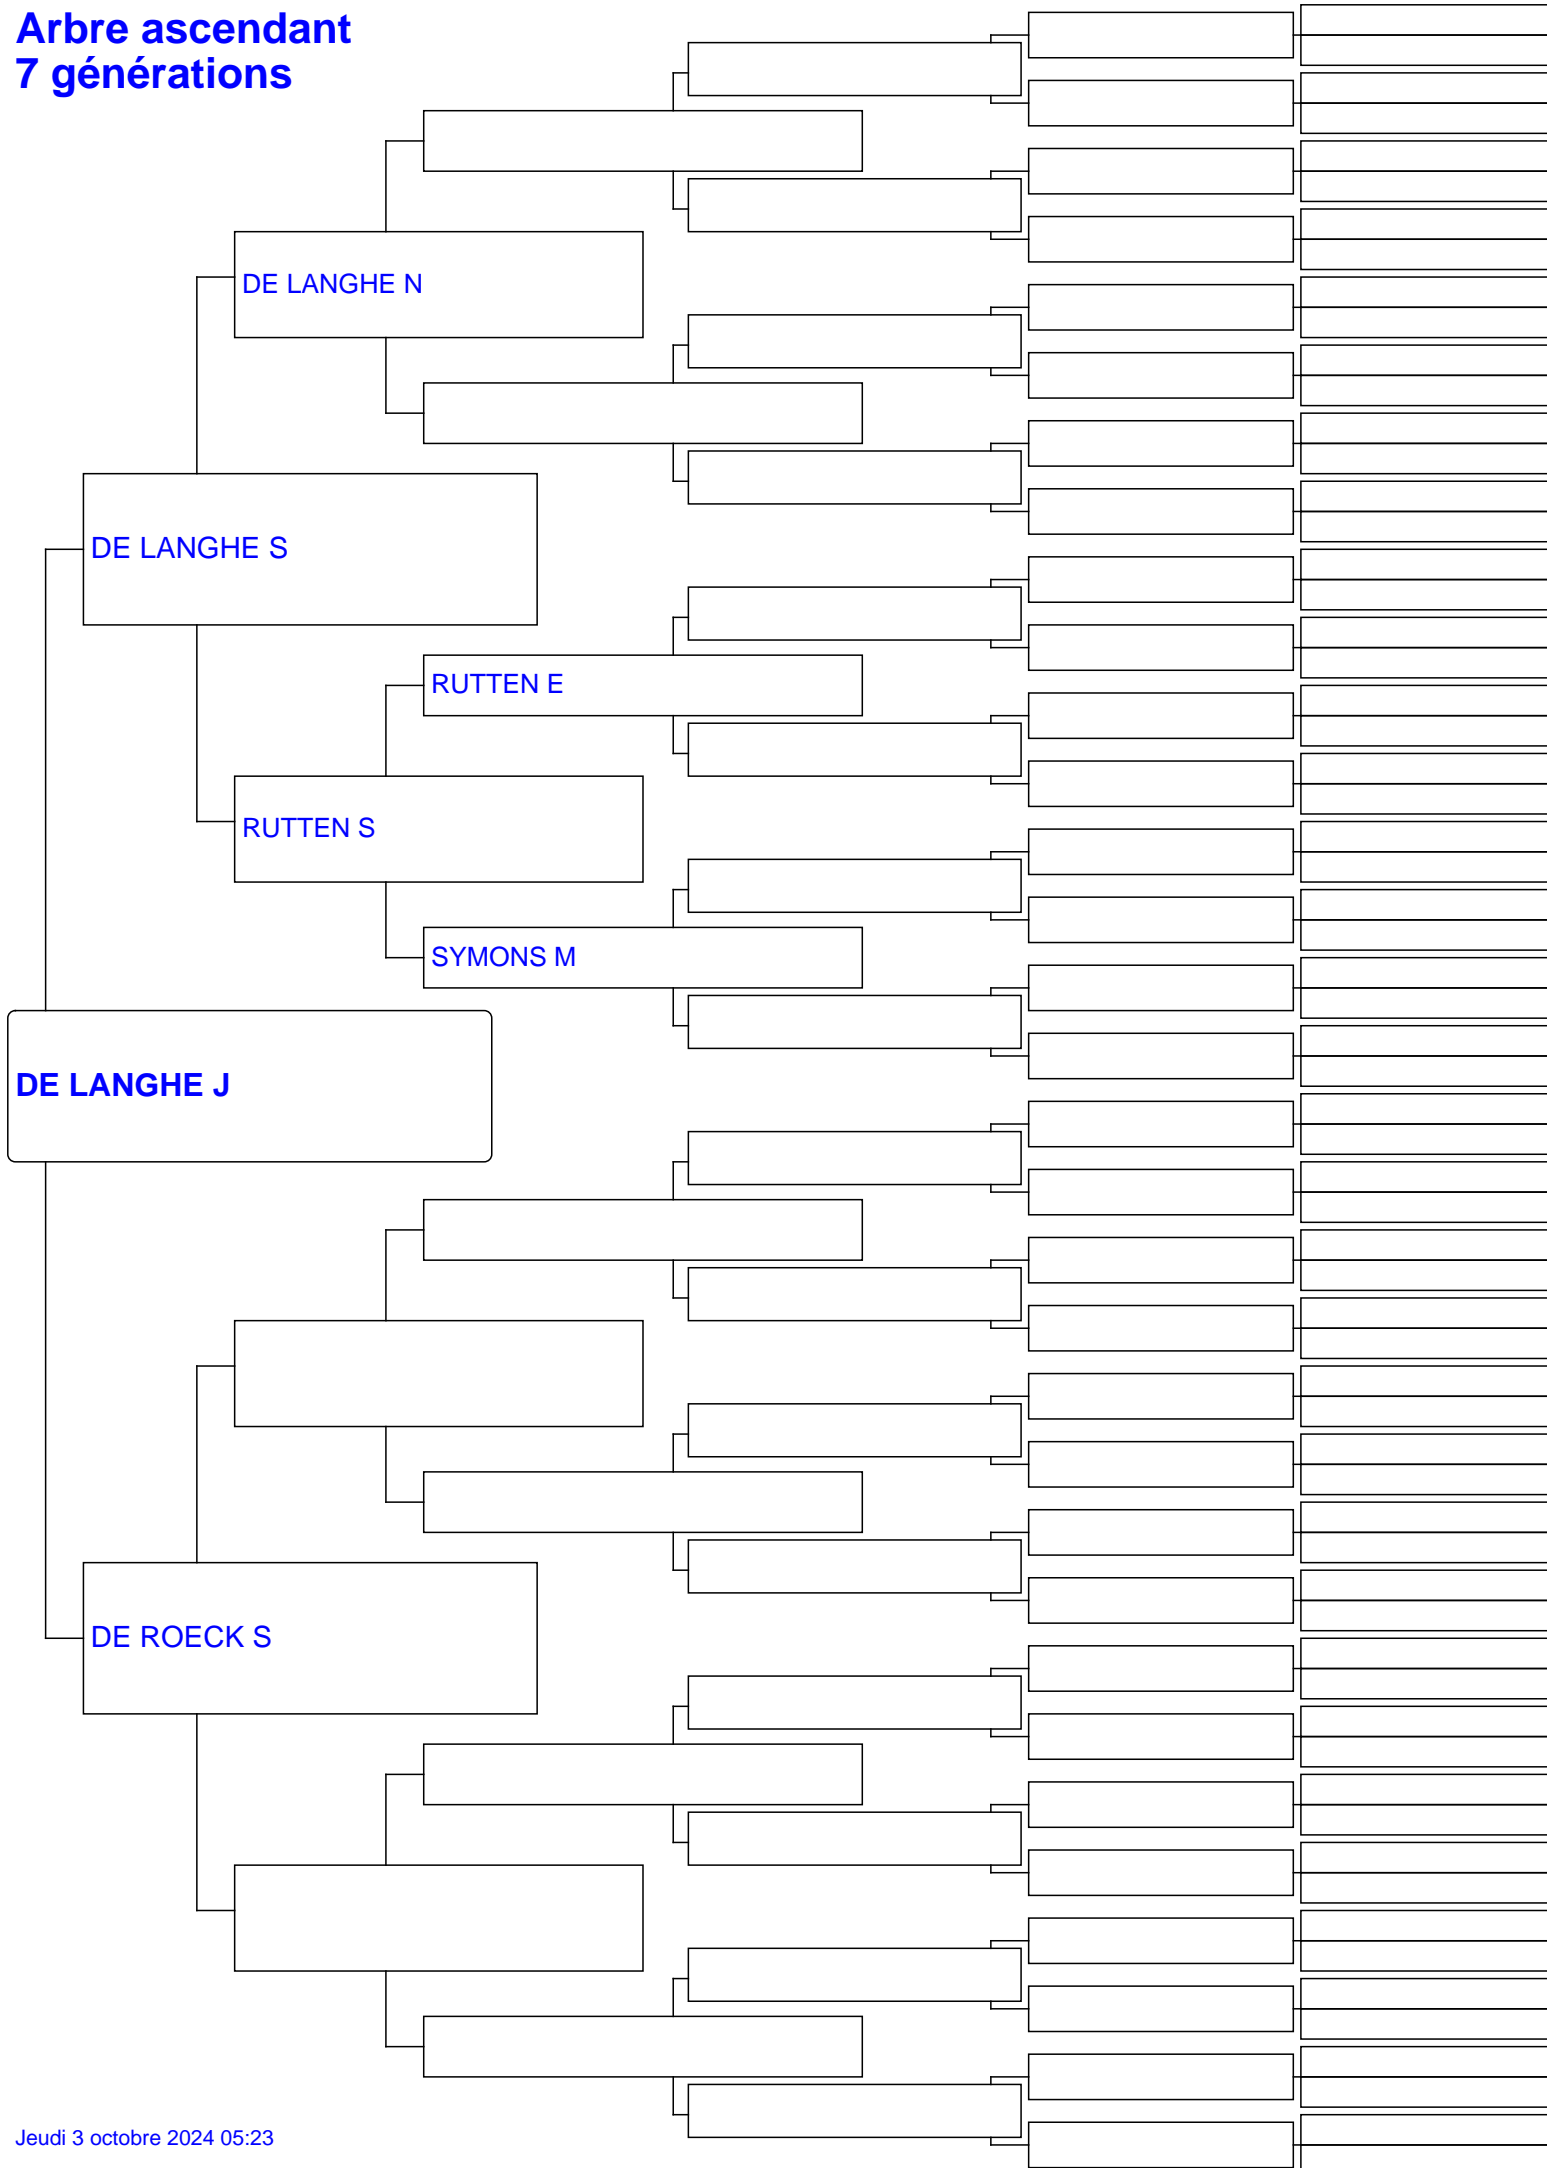 Arbre ascendant
7 générations
DE LANGHE N
DE LANGHE S
RUTTEN E
RUTTEN S
SYMONS M
DE LANGHE J
DE ROECK S
Jeudi 3 octobre 2024 05:23